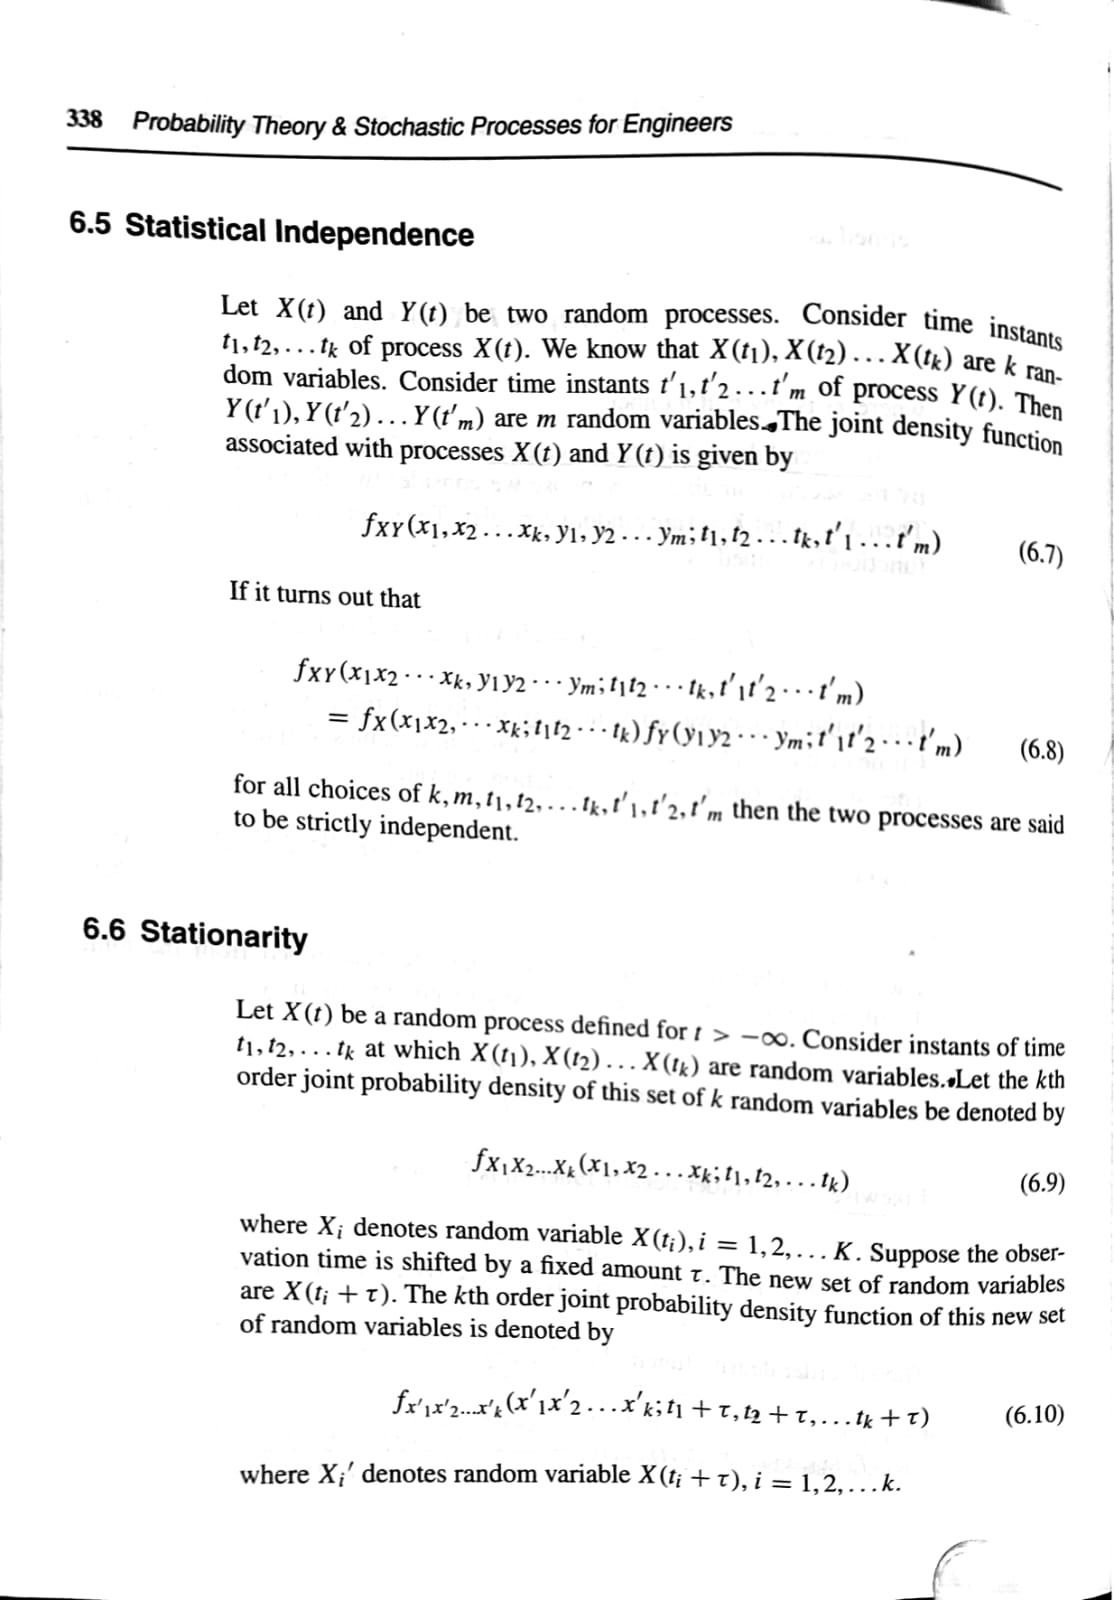 338 Probability Theory & Stochastic Processes for Engineers
6.5 Statistical Independence
Let X(t) and Y(t) be two random processes. Consider time instants
t₁, t₂, . . . tₖ of process X(t). We know that X(t₁), X(t₂) . . . X(tₖ) are k ran-
dom variables. Consider time instants t′₁, t′₂ . . . t′ₘ of process Y(t). Then
Y(t′₁), Y(t′₂) . . . Y(t′ₘ) are m random variables. The joint density function
associated with processes X(t) and Y(t) is given by
f_XY(x₁, x₂ . . . xₖ, y₁, y₂ . . . yₘ; t₁, t₂ . . . tₖ, t′₁ . . . t′ₘ) (6.7)
If it turns out that
f_XY(x₁x₂ · · · xₖ, y₁y₂ · · · yₘ; t₁t₂ · · · tₖ, t′₁t′₂ · · · t′ₘ)
= f_X(x₁x₂, · · · xₖ; t₁t₂ · · · tₖ) f_Y(y₁y₂ · · · yₘ; t′₁t′₂ · · · t′ₘ) (6.8)
for all choices of k, m, t₁, t₂, . . . tₖ, t′₁, t′₂, t′ₘ then the two processes are said
to be strictly independent.
6.6 Stationarity
Let X(t) be a random process defined for t > −∞. Consider instants of time
t₁, t₂, . . . tₖ at which X(t₁), X(t₂) . . . X(tₖ) are random variables. Let the kth
order joint probability density of this set of k random variables be denoted by
f_X₁X₂...Xₖ(x₁, x₂ . . . xₖ; t₁, t₂, . . . tₖ) (6.9)
where Xᵢ denotes random variable X(tᵢ), i = 1, 2, . . . K. Suppose the obser-
vation time is shifted by a fixed amount τ. The new set of random variables
are X(tᵢ + τ). The kth order joint probability density function of this new set
of random variables is denoted by
f_x′₁x′₂...x′ₖ(x′₁x′₂ . . . x′ₖ; t₁ + τ, t₂ + τ, . . . tₖ + τ) (6.10)
where Xᵢ′ denotes random variable X(tᵢ + τ), i = 1, 2, . . . k.